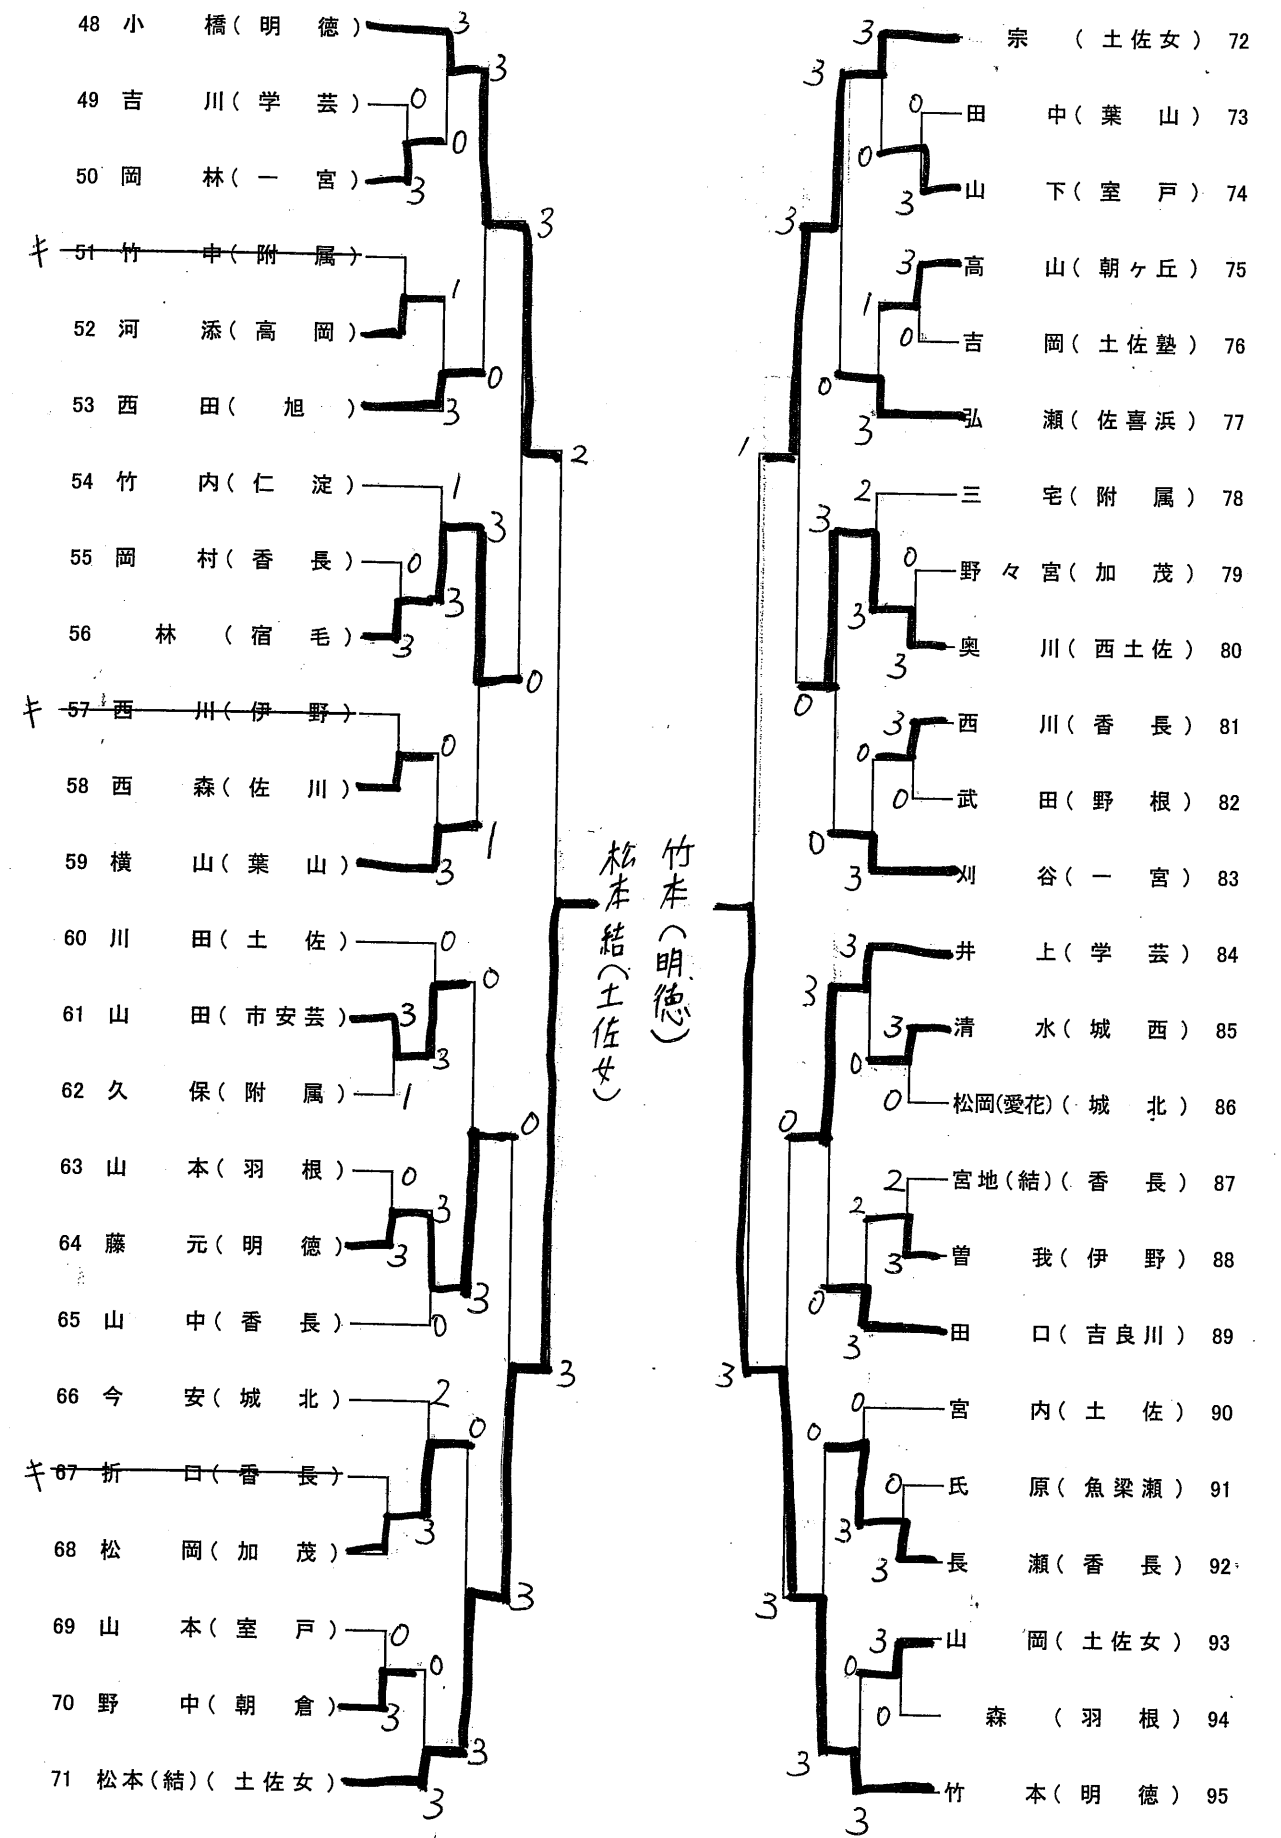 48 小 橋 ( 明 徳 ) 3
3
49 吉 川 ( 学 芸 ) 0
0
50 岡 林 ( 一 宮 ) 3
3
キ 51 竹 中 ( 附 属 )
1
52 河 添 ( 高 岡 )
0
53 西 田 ( 旭 ) 3
2
54 竹 内 ( 仁 淀 ) 1
3
55 岡 村 ( 香 長 ) 0
3
56 林 ( 宿 毛 ) 3
0
キ 57 西 川 ( 伊 野 )
0
58 西 森 ( 佐 川 )
1
59 横 山 ( 葉 山 ) 3
60 川 田 ( 土 佐 ) 0
0
61 山 田 ( 市 安 芸 ) 3
3
62 久 保 ( 附 属 ) 1
0
63 山 本 ( 羽 根 ) 0
3
64 藤 元 ( 明 徳 ) 3
3
65 山 中 ( 香 長 ) 0
3
66 今 安 ( 城 北 ) 2
0
キ 67 折 口 ( 香 長 )
3
68 松 岡 ( 加 茂 )
3
69 山 本 ( 室 戸 ) 0
0
70 野 中 ( 朝 倉 ) 3
3
71 松本(結) ( 土 佐 女 ) 3
竹本(明徳)
松本結(土佐女)
3 宗 ( 土 佐 女 ) 72
3
0 田 中 ( 葉 山 ) 73
0
3 山 下 ( 室 戸 ) 74
3
3 高 山 ( 朝 ヶ 丘 ) 75
1
0 吉 岡 ( 土 佐 塾 ) 76
0
3 弘 瀬 ( 佐 喜 浜 ) 77
1
2 三 宅 ( 附 属 ) 78
3
0 野 々 宮 ( 加 茂 ) 79
3
3 奥 川 ( 西 土 佐 ) 80
0
3 西 川 ( 香 長 ) 81
0
0 武 田 ( 野 根 ) 82
0
3 刈 谷 ( 一 宮 ) 83
3 井 上 ( 学 芸 ) 84
3
3 清 水 ( 城 西 ) 85
0
0 松岡(愛花) ( 城 北 ) 86
0
2 宮地(結) ( 香 長 ) 87
2
3 曽 我 ( 伊 野 ) 88
0
3 田 口 ( 吉 良 川 ) 89
3
0 宮 内 ( 土 佐 ) 90
0
0 氏 原 ( 魚 梁 瀬 ) 91
3
3 長 瀬 ( 香 長 ) 92
3
3 山 岡 ( 土 佐 女 ) 93
0
0 森 ( 羽 根 ) 94
3
3 竹 本 ( 明 徳 ) 95